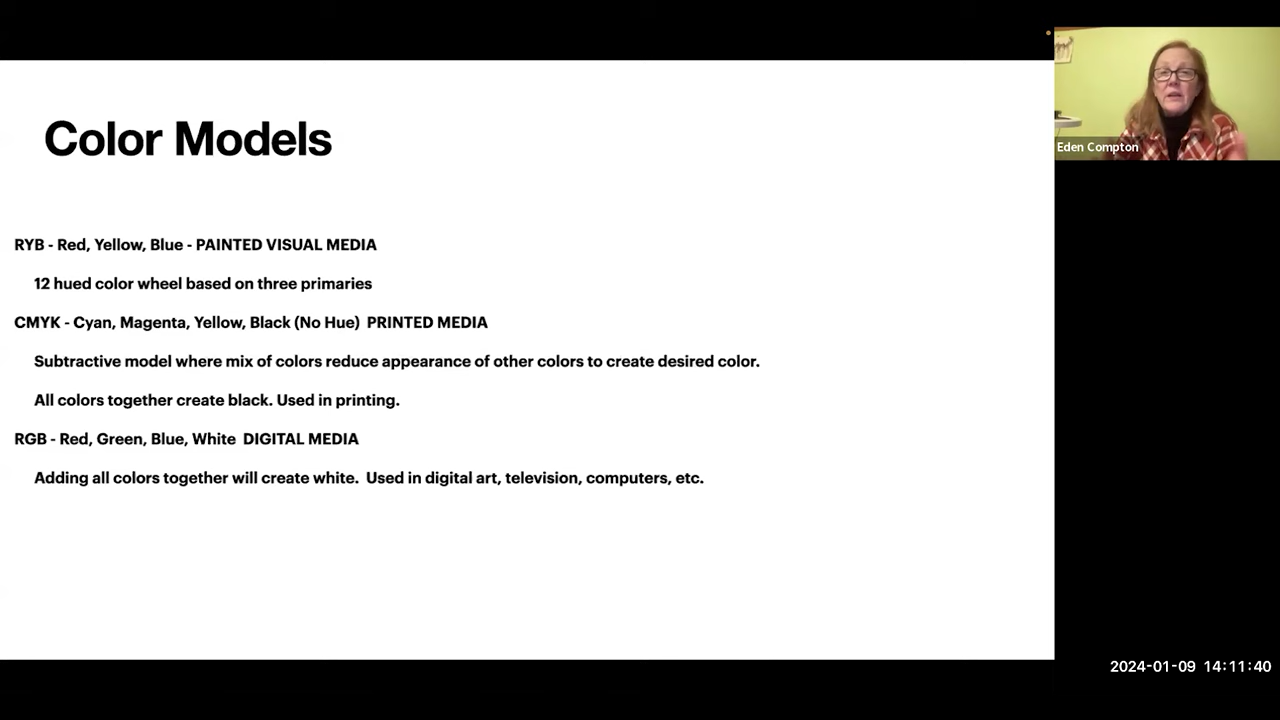 Color Models
RYB - Red, Yellow, Blue - PAINTED VISUAL MEDIA
12 hued color wheel based on three primaries
CMYK - Cyan, Magenta, Yellow, Black (No Hue)  PRINTED MEDIA
Subtractive model where mix of colors reduce appearance of other colors to create desired color.
All colors together create black. Used in printing.
RGB - Red, Green, Blue, White  DIGITAL MEDIA
Adding all colors together will create white.  Used in digital art, television, computers, etc.
Eden Compton
2024-01-09 14:11:40